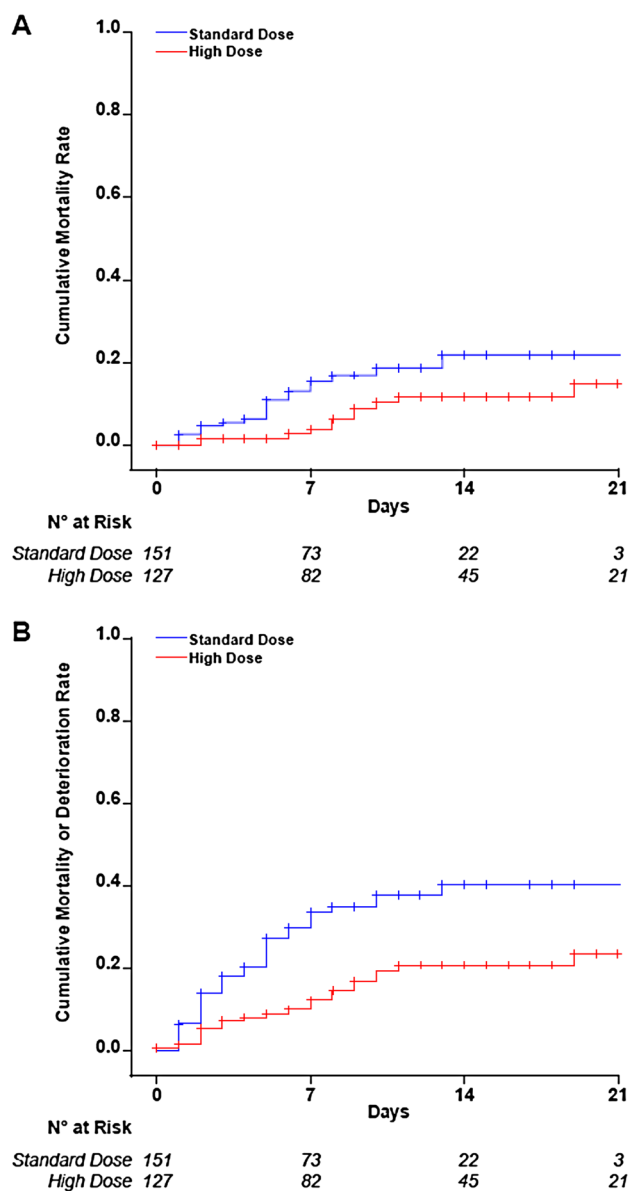 A
Standard Dose
High Dose
Cumulative Mortality Rate
1.0
0.8
0.6
0.4
0.2
0.0
0 7 14 21
Days
N° at Risk
Standard Dose 151 73 22 3
High Dose 127 82 45 21
B
Standard Dose
High Dose
Cumulative Mortality or Deterioration Rate
1.0
0.8
0.6
0.4
0.2
0.0
0 7 14 21
Days
N° at Risk
Standard Dose 151 73 22 3
High Dose 127 82 45 21